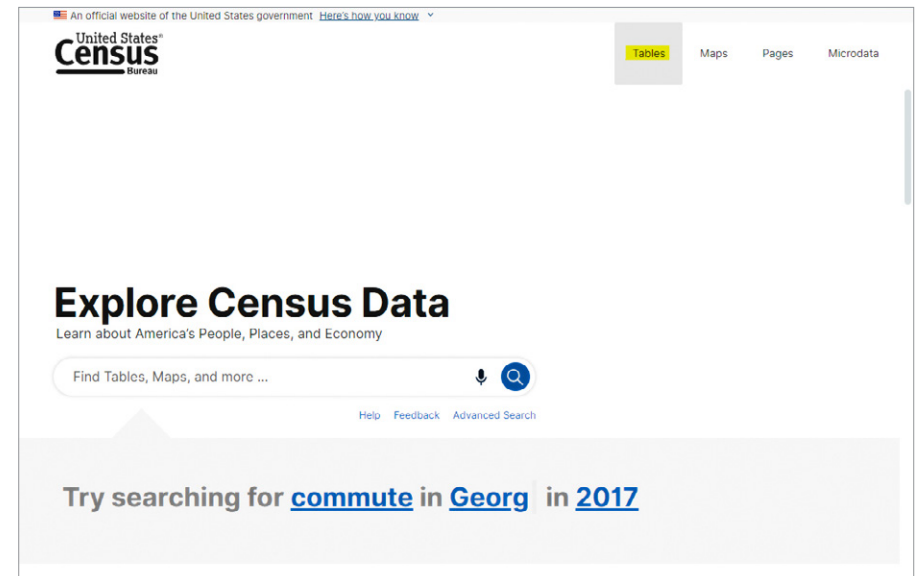 An official website of the United States government Here's how you know
United States®
Census
Bureau
Tables Maps Pages Microdata
Explore Census Data
Learn about America's People, Places, and Economy
Find Tables, Maps, and more ...
Help Feedback Advanced Search
Try searching for commute in Georg in 2017